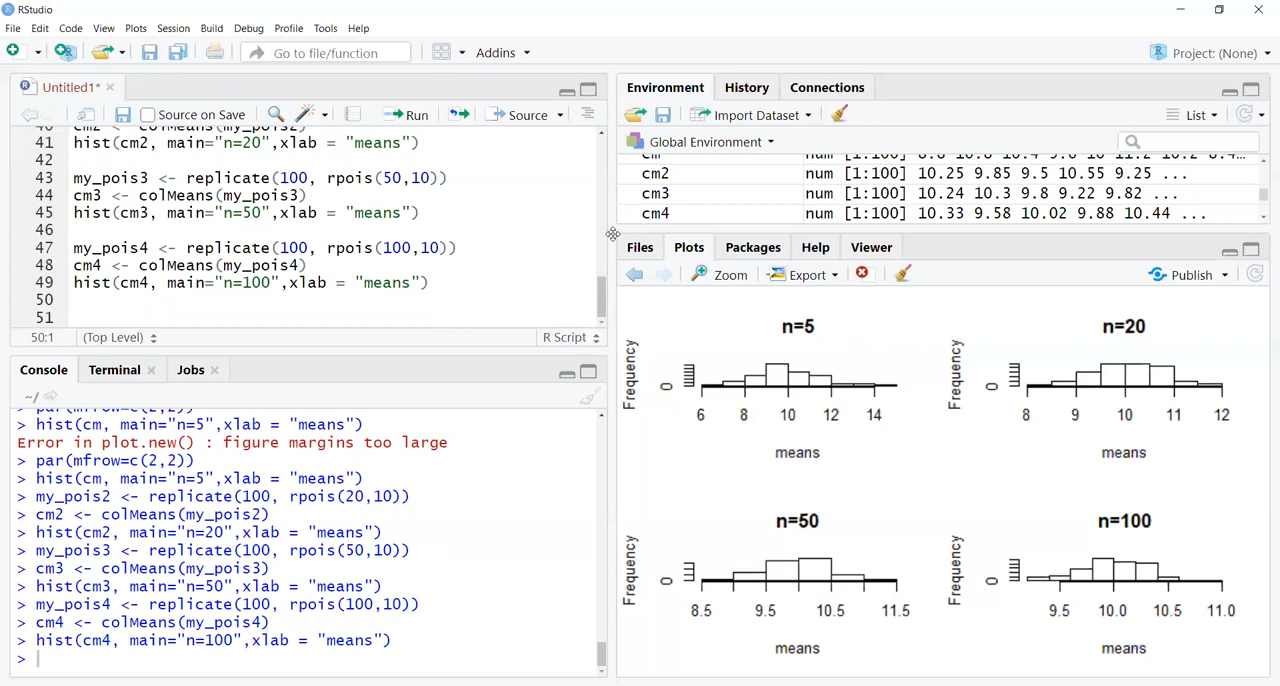 RStudio
File Edit Code View Plots Session Build Debug Profile Tools Help
Go to file/function Addins Project: (None)
Untitled1*
Source on Save Run Source
40 cm2 <- colMeans(my_pois2)
41 hist(cm2, main="n=20",xlab = "means")
42
43 my_pois3 <- replicate(100, rpois(50,10))
44 cm3 <- colMeans(my_pois3)
45 hist(cm3, main="n=50",xlab = "means")
46
47 my_pois4 <- replicate(100, rpois(100,10))
48 cm4 <- colMeans(my_pois4)
49 hist(cm4, main="n=100",xlab = "means")
50
51
50:1 (Top Level) R Script
Console Terminal Jobs
~/
> par(mfrow=c(2,2))
> hist(cm, main="n=5",xlab = "means")
Error in plot.new() : figure margins too large
> par(mfrow=c(2,2))
> hist(cm, main="n=5",xlab = "means")
> my_pois2 <- replicate(100, rpois(20,10))
> cm2 <- colMeans(my_pois2)
> hist(cm2, main="n=20",xlab = "means")
> my_pois3 <- replicate(100, rpois(50,10))
> cm3 <- colMeans(my_pois3)
> hist(cm3, main="n=50",xlab = "means")
> my_pois4 <- replicate(100, rpois(100,10))
> cm4 <- colMeans(my_pois4)
> hist(cm4, main="n=100",xlab = "means")
>
Environment History Connections
Import Dataset List
Global Environment
cm num [1:100]
cm2 num [1:100] 10.25 9.85 9.5 10.55 9.25 ...
cm3 num [1:100] 10.24 10.3 9.8 9.22 9.82 ...
cm4 num [1:100] 10.33 9.58 10.02 9.88 10.44 ...
Files Plots Packages Help Viewer
Zoom Export Publish
n=5
Frequency
0
6 8 10 12 14
means
n=20
Frequency
0
8 9 10 11 12
means
n=50
Frequency
0
8.5 9.5 10.5 11.5
means
n=100
Frequency
0
9.5 10.0 10.5 11.0
means